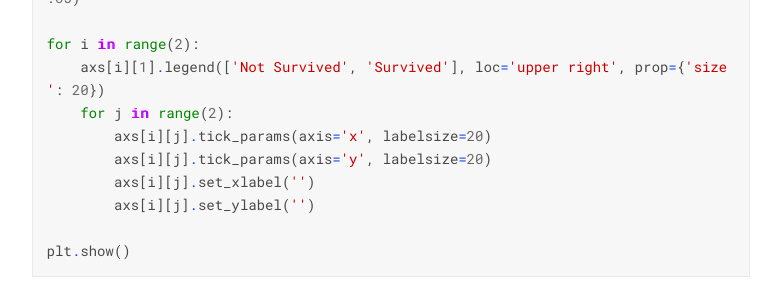 for i in range(2):
    axs[i][1].legend(['Not Survived', 'Survived'], loc='upper right', prop={'size
': 20})
    for j in range(2):
        axs[i][j].tick_params(axis='x', labelsize=20)
        axs[i][j].tick_params(axis='y', labelsize=20)
        axs[i][j].set_xlabel('')
        axs[i][j].set_ylabel('')
plt.show()